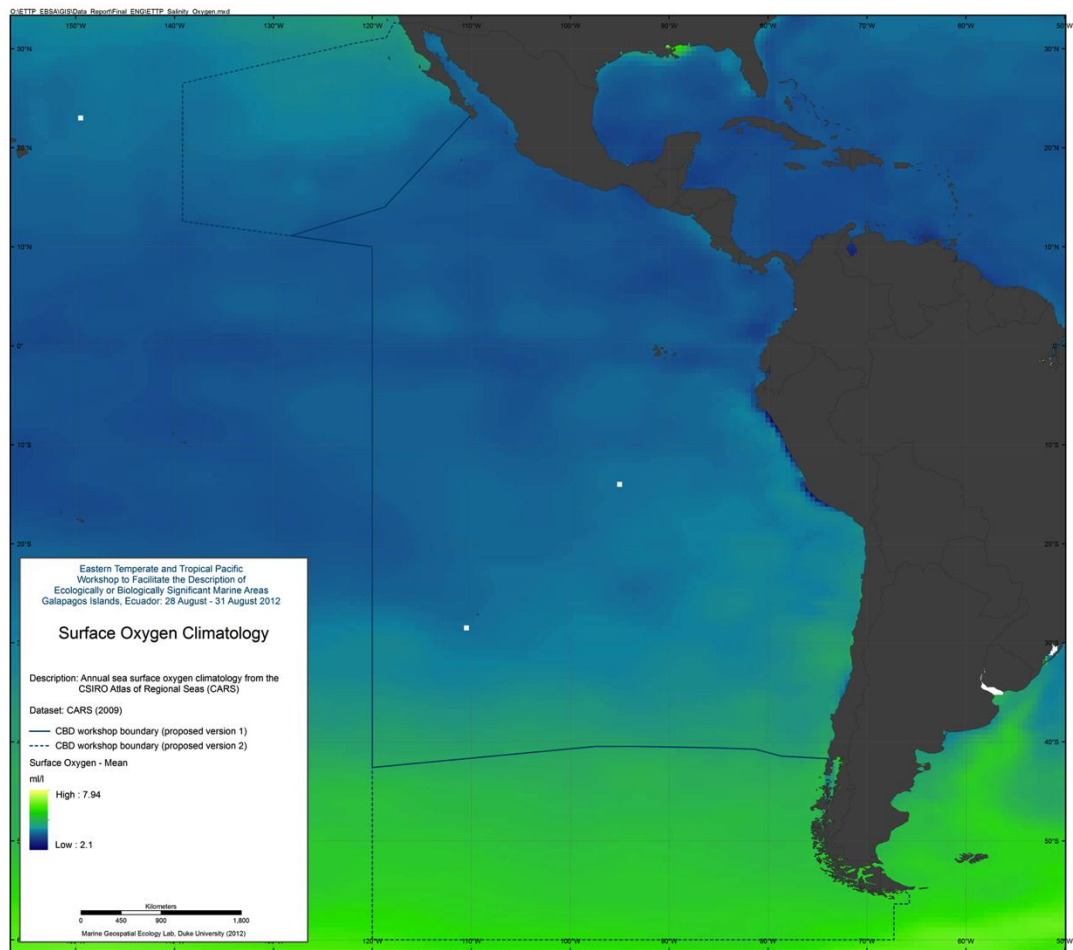 O:\ETTP_EBSA\GIS\Data_Report\Final_ENG\ETTP_Salinity_Oxygen.mxd
150°W 140°W 130°W 120°W 110°W 100°W 90°W 80°W 70°W 60°W 50°W
30°N 30°N
20°N 20°N
10°N 10°N
0° 0°
10°S 10°S
20°S 20°S
30°S
40°S
50°S
Eastern Temperate and Tropical Pacific
Workshop to Facilitate the Description of
Ecologically or Biologically Significant Marine Areas
Galapagos Islands, Ecuador: 28 August - 31 August 2012
Surface Oxygen Climatology
Description: Annual sea surface oxygen climatology from the
CSIRO Atlas of Regional Seas (CARS)
Dataset: CARS (2009)
CBD workshop boundary (proposed version 1)
CBD workshop boundary (proposed version 2)
Surface Oxygen - Mean
ml/l
High : 7.94
Low : 2.1
Kilometers
0 450 900 1,800
Marine Geospatial Ecology Lab, Duke University (2012)
120°W 110°W 100°W 90°W 80°W 70°W 60°W 50°W